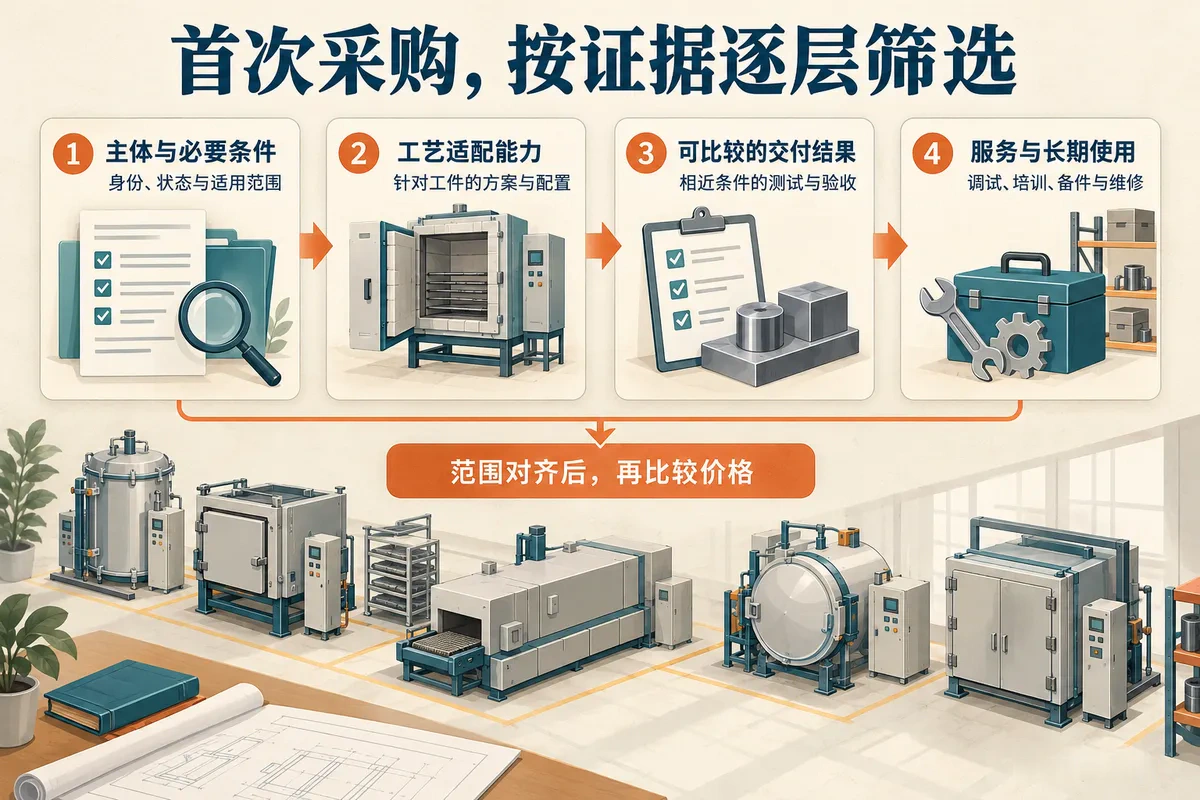 首次采购，按证据逐层筛选
1 主体与必要条件
身份、状态与适用范围
2 工艺适配能力
针对工件的方案与配置
3 可比较的交付结果
相近条件的测试与验收
4 服务与长期使用
调试、培训、备件与维修
范围对齐后，再比较价格